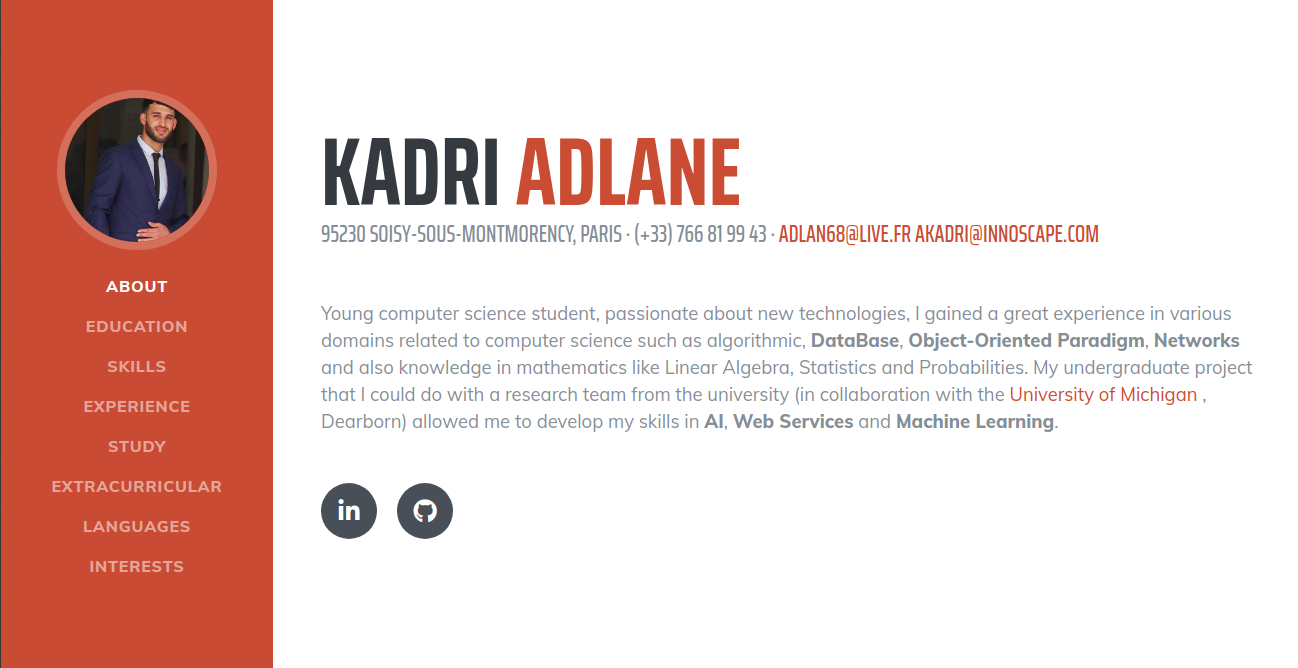 ABOUT
EDUCATION
SKILLS
EXPERIENCE
STUDY
EXTRACURRICULAR
LANGUAGES
INTERESTS
KADRI ADLANE
95230 SOISY-SOUS-MONTMORENCY, PARIS · (+33) 766 81 99 43 · ADLAN68@LIVE.FR AKADRI@INNOSCAPE.COM
Young computer science student, passionate about new technologies, I gained a great experience in various
domains related to computer science such as algorithmic, DataBase, Object-Oriented Paradigm, Networks
and also knowledge in mathematics like Linear Algebra, Statistics and Probabilities. My undergraduate project
that I could do with a research team from the university (in collaboration with the University of Michigan ,
Dearborn) allowed me to develop my skills in AI, Web Services and Machine Learning.
in